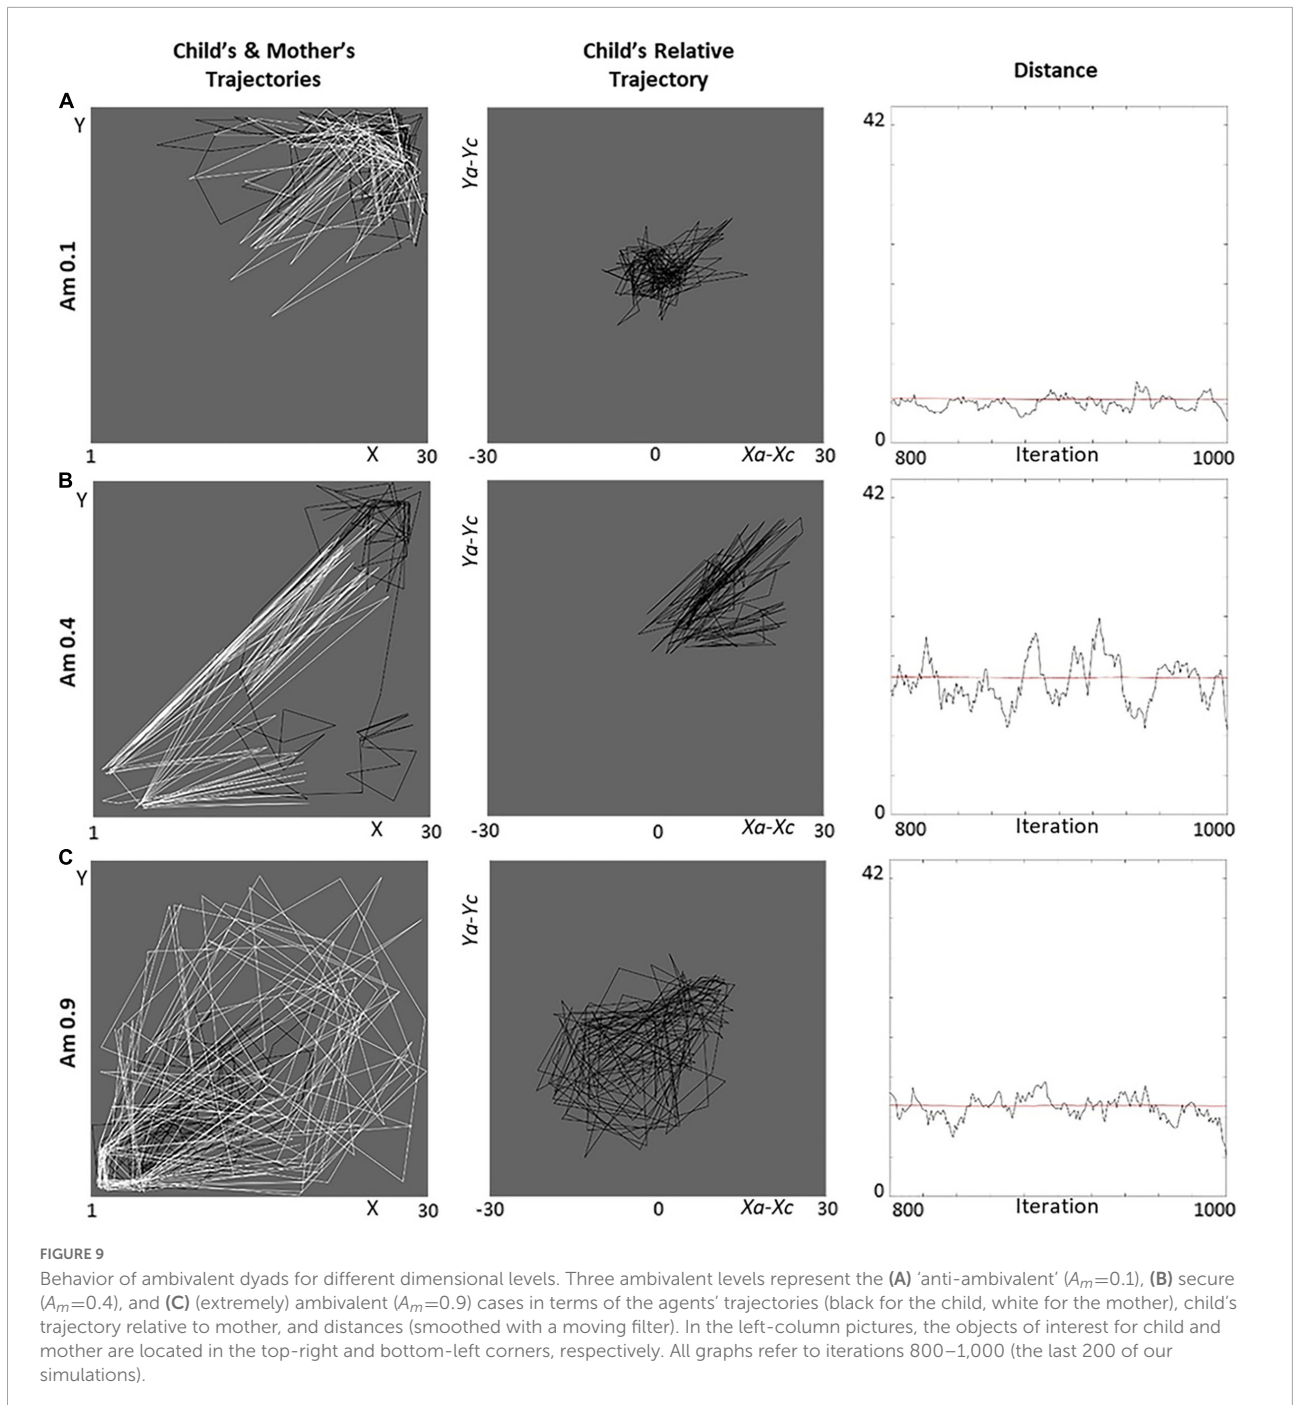 Child's & Mother's
Trajectories
Child's Relative
Trajectory
Distance
A
Y
Am 0.1
1
X
30
Ya-Yc
-30
0
Xa-Xc
30
42
0
800
Iteration
1000
B
Y
Am 0.4
1
X
30
Ya-Yc
-30
0
Xa-Xc
30
42
0
800
Iteration
1000
C
Y
Am 0.9
1
X
30
Ya-Yc
-30
0
Xa-Xc
30
42
0
800
Iteration
1000
FIGURE 9
Behavior of ambivalent dyads for different dimensional levels. Three ambivalent levels represent the (A) ‘anti-ambivalent’ (Am=0.1), (B) secure
(Am=0.4), and (C) (extremely) ambivalent (Am=0.9) cases in terms of the agents’ trajectories (black for the child, white for the mother), child’s
trajectory relative to mother, and distances (smoothed with a moving filter). In the left-column pictures, the objects of interest for child and
mother are located in the top-right and bottom-left corners, respectively. All graphs refer to iterations 800–1,000 (the last 200 of our
simulations).